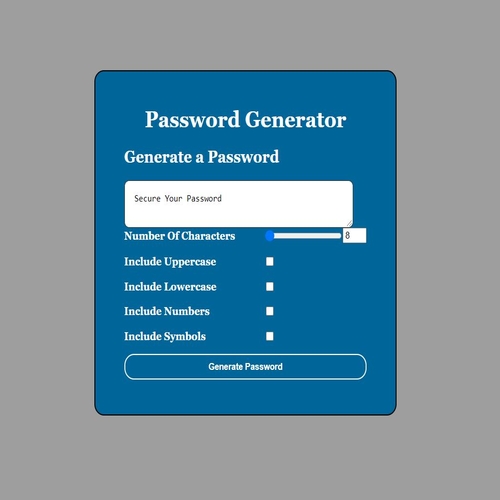 Password Generator
Generate a Password
Secure Your Password
Number Of Characters 8
Include Uppercase
Include Lowercase
Include Numbers
Include Symbols
Generate Password